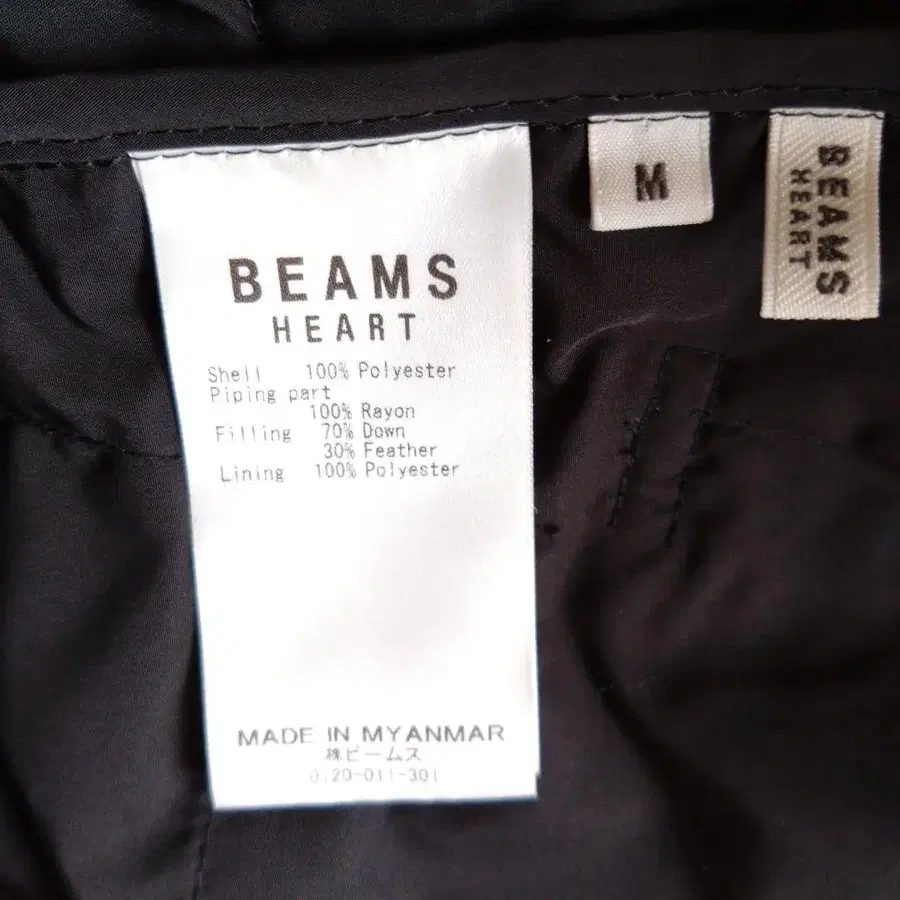 BEAMS
HEART
Shell 100% Polyester
Piping part
100% Rayon
Filling 70% Down
30% Feather
Lining 100% Polyester
MADE IN MYANMAR
㈱ビームス
0120-011-301
M
BEAMS
HEART